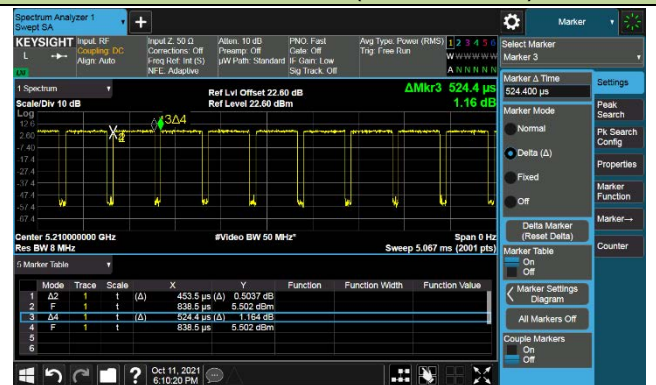 Spectrum Analyzer 1
Swept SA
Marker
KEYSIGHT Input: RF Input Z: 50 Ω Atten: 10 dB PNO: Fast Avg Type: Power (RMS) 1 2 3 4 5 6
L Coupling: DC Corrections: Off Preamp: Off Gate: Off Trig: Free Run W W W W W W
Align: Auto Freq Ref: Int (S) µW Path: Standard IF Gain: Low
NFE: Adaptive Sig Track: Off A N N N N N
Select Marker
Marker 3
1 Spectrum
Ref Lvl Offset 22.60 dB
ΔMkr3 524.4 µs
Scale/Div 10 dB
Ref Level 22.60 dBm
1.16 dB
Log
12.6
2.60
-7.40
-17.4
-27.4
-37.4
-47.4
-57.4
-67.4
3Δ4
Center 5.210000000 GHz
#Video BW 50 MHz*
Span 0 Hz
Res BW 8 MHz
Sweep 5.067 ms (2001 pts)
5 Marker Table
Mode Trace Scale X Y Function Function Width Function Value
1 Δ2 1 t (Δ) 453.5 µs (Δ) 0.5037 dB
2 F 1 t 838.5 µs 5.502 dBm
3 Δ4 1 t (Δ) 524.4 µs (Δ) 1.164 dB
4 F 1 t 838.5 µs 5.502 dBm
5
6
Marker Δ Time
524.400 µs
Marker Mode
Normal
Delta (Δ)
Fixed
Off
Delta Marker
(Reset Delta)
Marker Table
On
Off
Marker Settings
Diagram
All Markers Off
Couple Markers
On
Off
Settings
Peak
Search
Pk Search
Config
Properties
Marker
Function
Marker→
Counter
Oct 11, 2021
6:10:20 PM